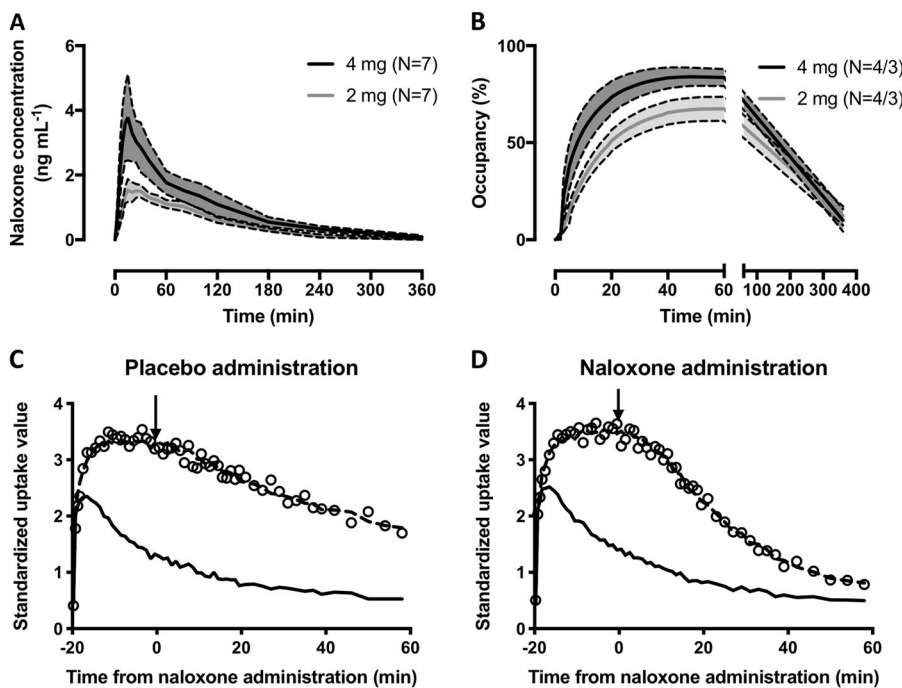 A
Naloxone concentration
(ng mL⁻¹)
6
4
2
0
4 mg (N=7)
2 mg (N=7)
0 60 120 180 240 300 360
Time (min)
B
Occupancy (%)
100
50
0
4 mg (N=4/3)
2 mg (N=4/3)
0 20 40 60 100 200 300 400
Time (min)
C
Placebo administration
Standardized uptake value
4
3
2
1
0
-20 0 20 40 60
Time from naloxone administration (min)
D
Naloxone administration
Standardized uptake value
4
3
2
1
0
-20 0 20 40 60
Time from naloxone administration (min)